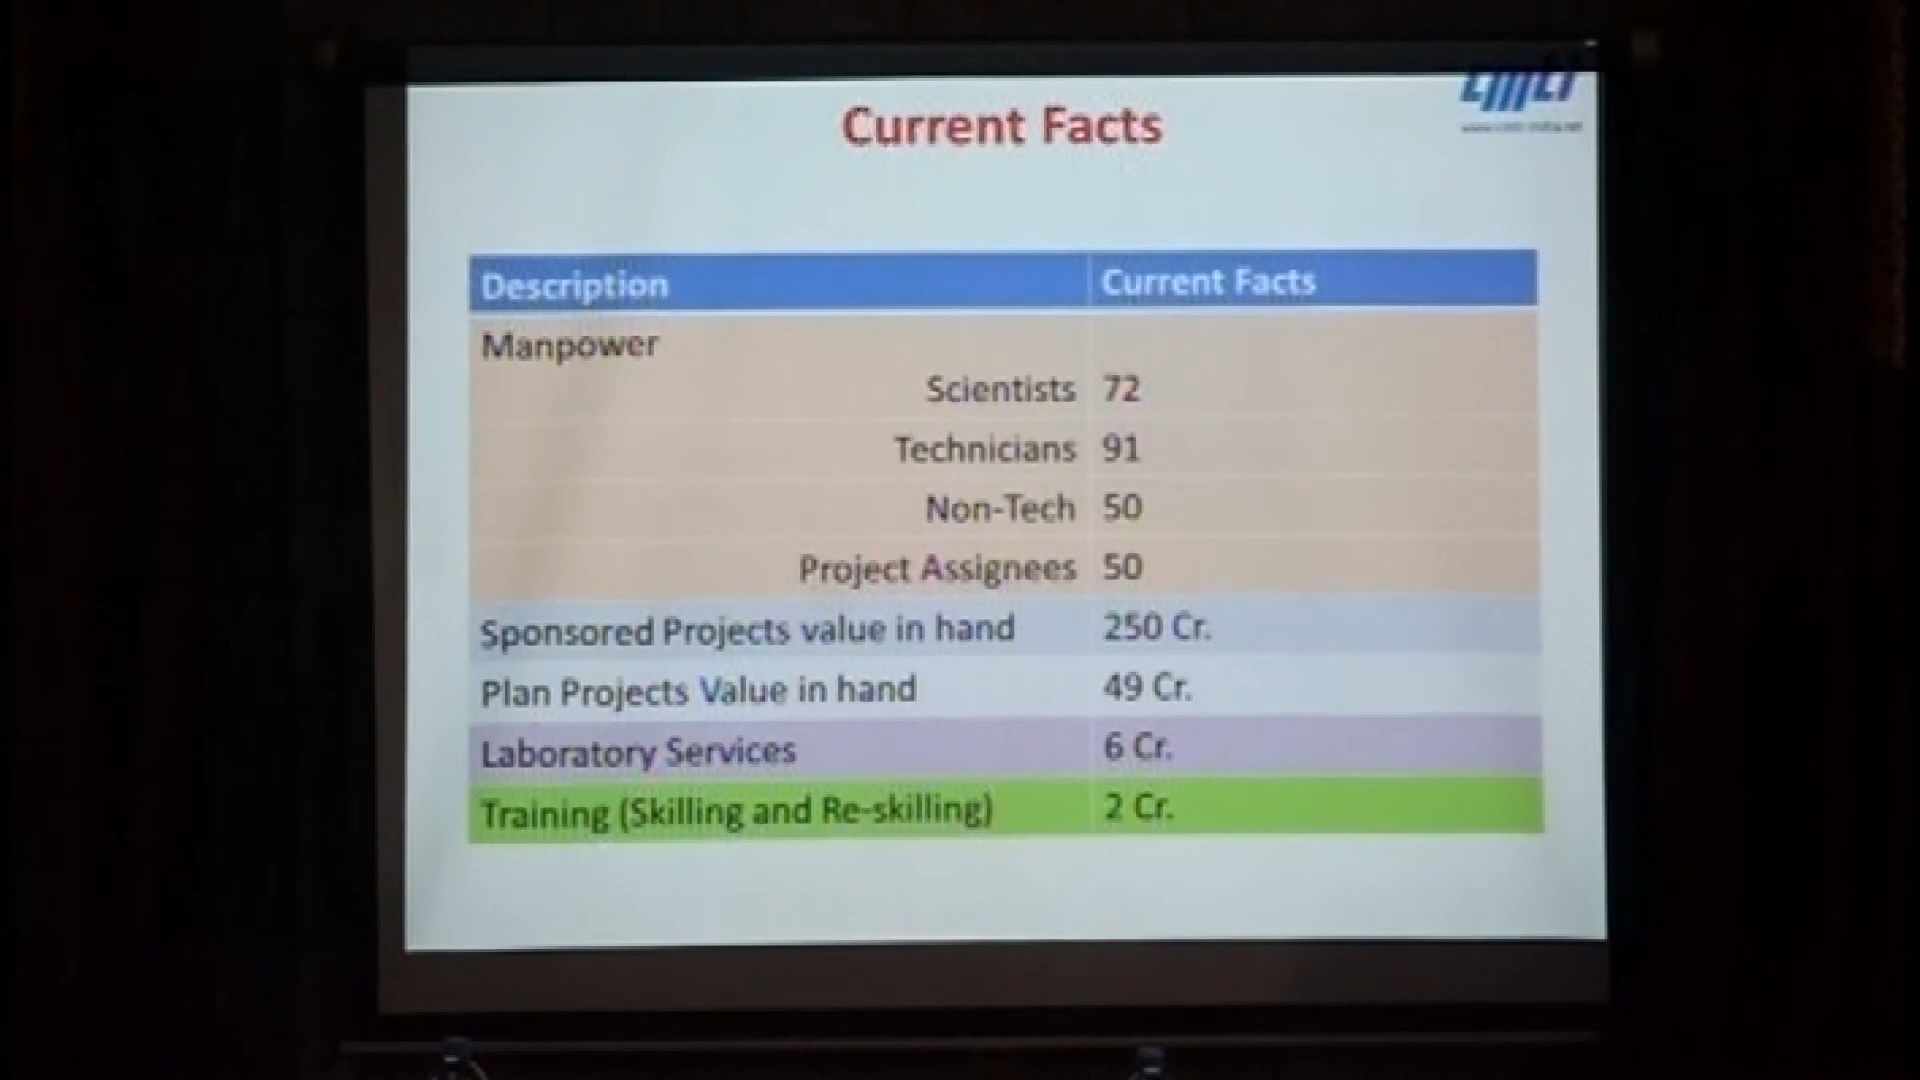 cmti
Current Facts
Description Current Facts
Manpower
Scientists 72
Technicians 91
Non-Tech 50
Project Assignees 50
Sponsored Projects value in hand 250 Cr.
Plan Projects Value in hand 49 Cr.
Laboratory Services 6 Cr.
Training (Skilling and Re-skilling) 2 Cr.